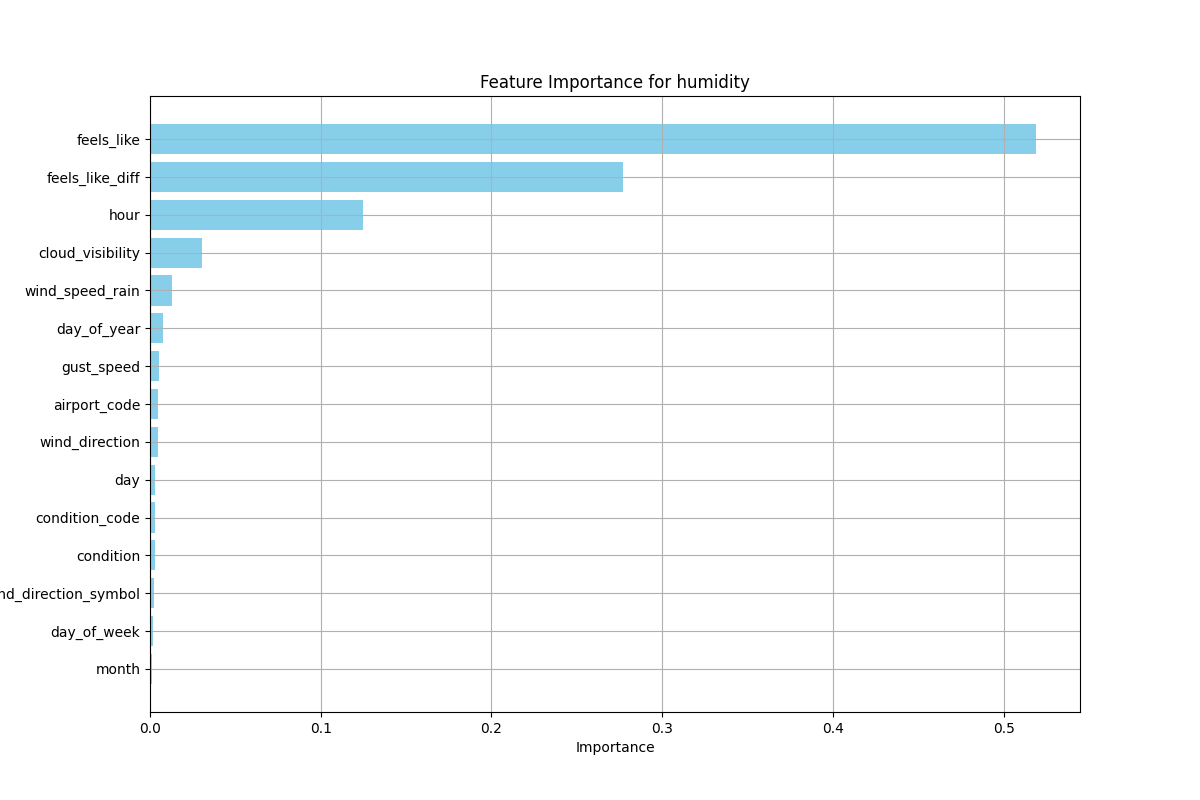 Feature Importance for humidity
feels_like
feels_like_diff
hour
cloud_visibility
wind_speed_rain
day_of_year
gust_speed
airport_code
wind_direction
day
condition_code
condition
nd_direction_symbol
day_of_week
month
0.0 0.1 0.2 0.3 0.4 0.5
Importance